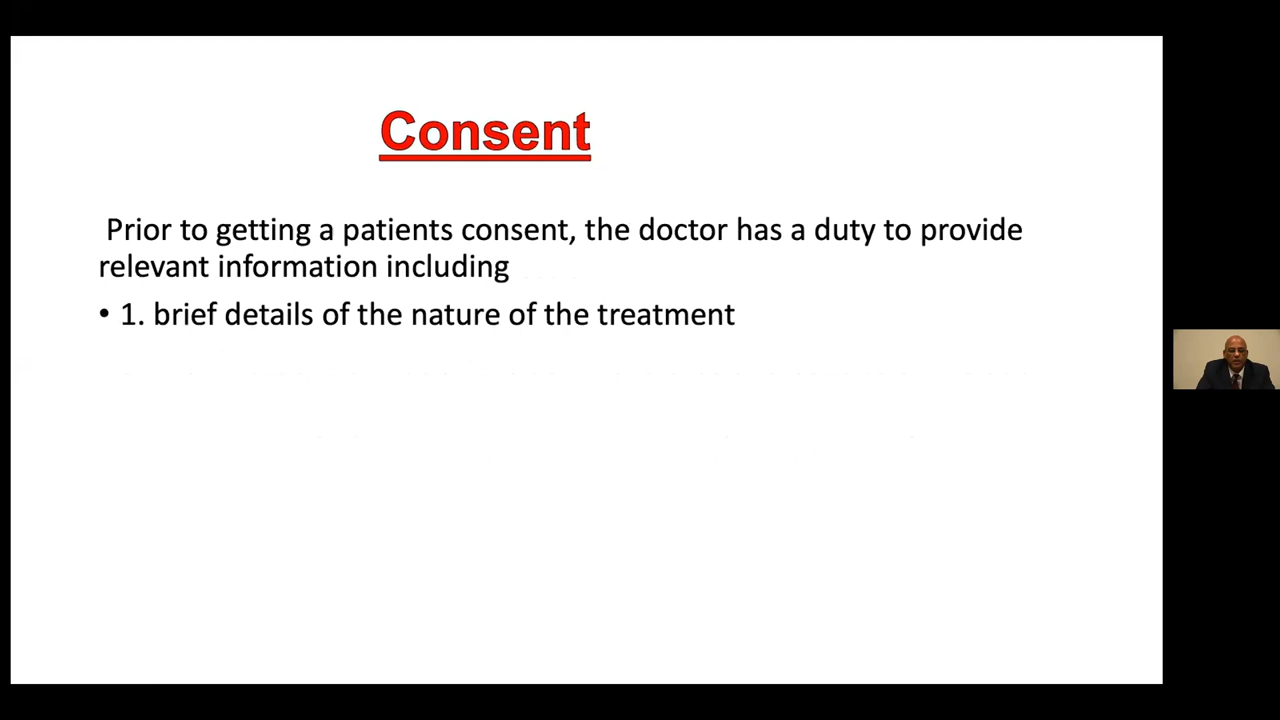 Consent
Prior to getting a patients consent, the doctor has a duty to provide
relevant information including
• 1. brief details of the nature of the treatment